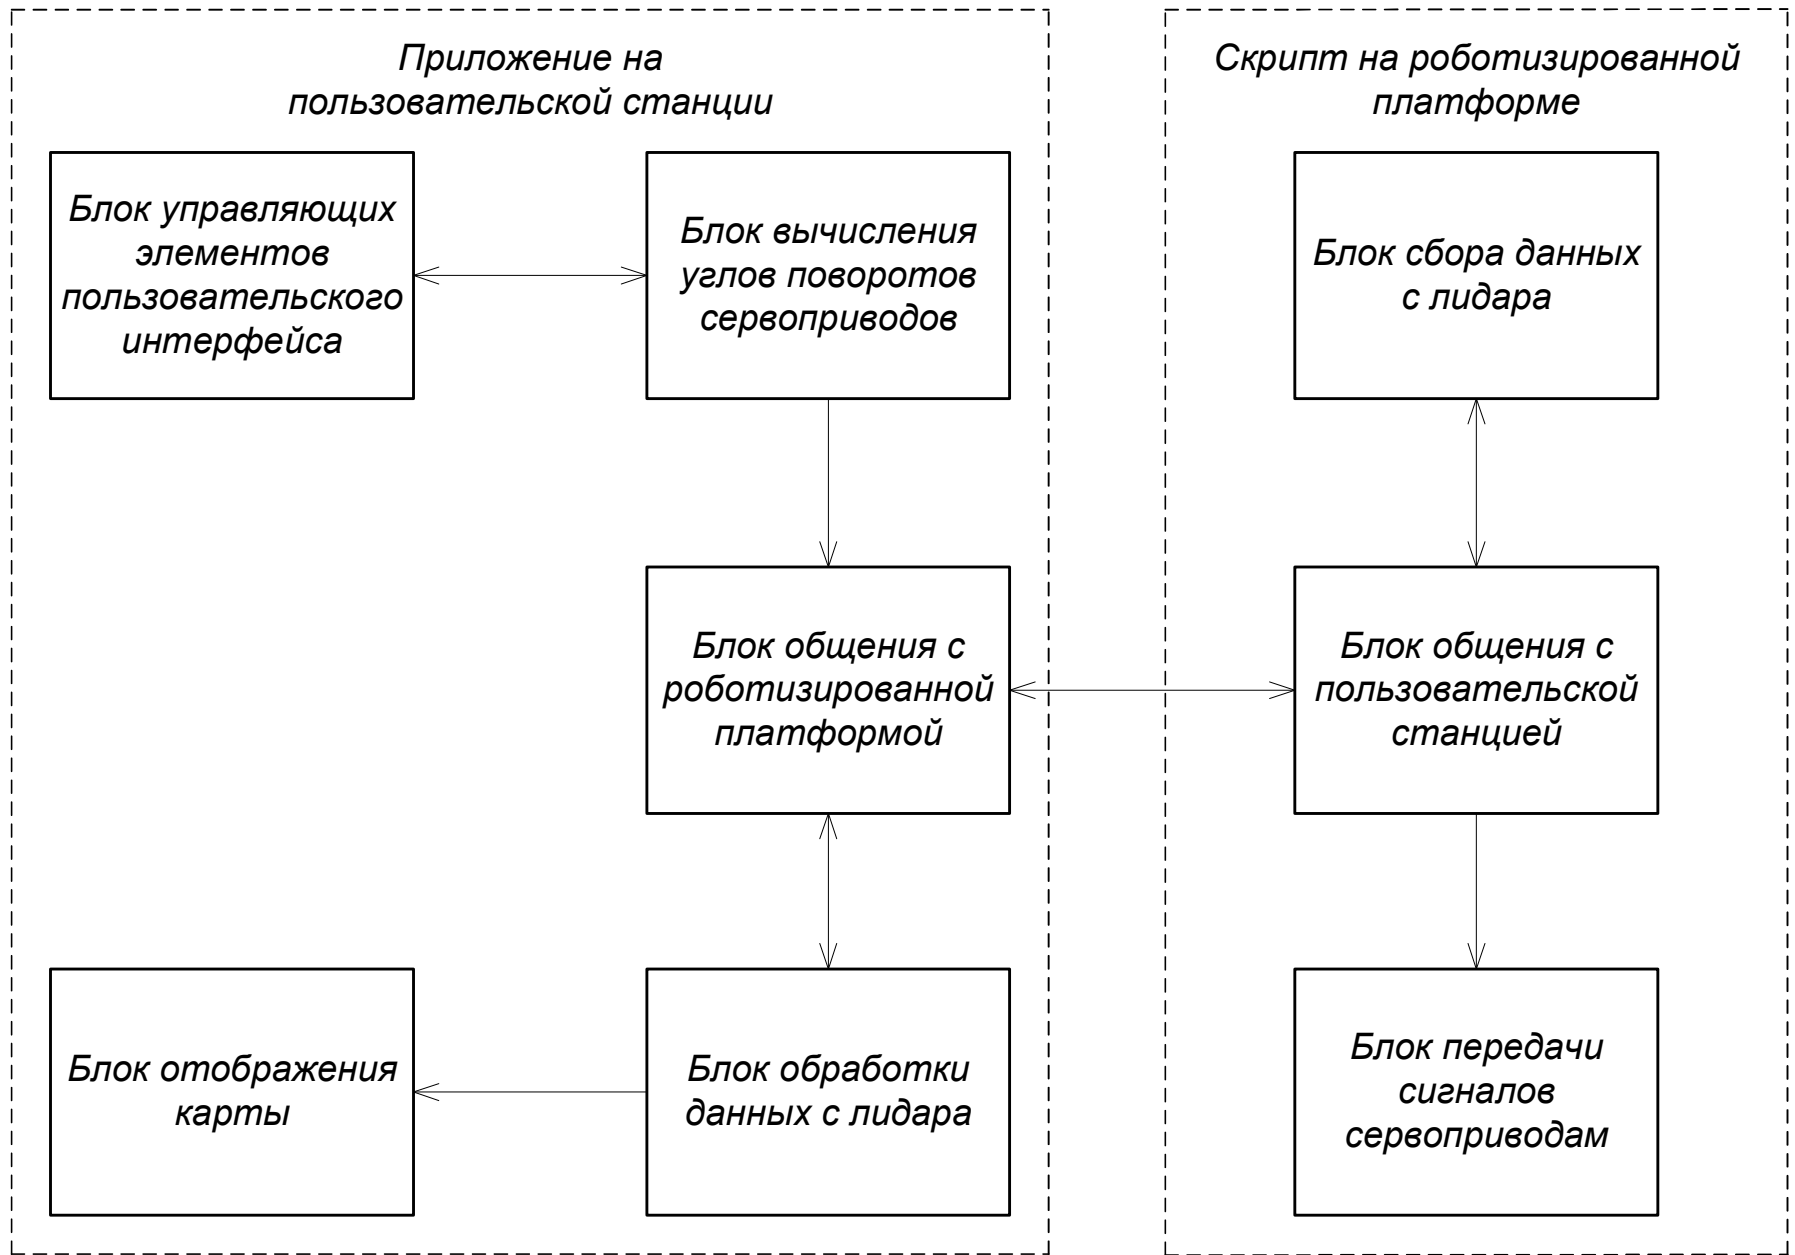 Приложение на
пользовательской станции
Скрипт на роботизированной
платформе
Блок управляющих
элементов
пользовательского
интерфейса
Блок вычисления
углов поворотов
сервоприводов
Блок сбора данных
с лидара
Блок общения с
роботизированной
платформой
Блок общения с
пользовательской
станцией
Блок отображения
карты
Блок обработки
данных с лидара
Блок передачи
сигналов
сервоприводам